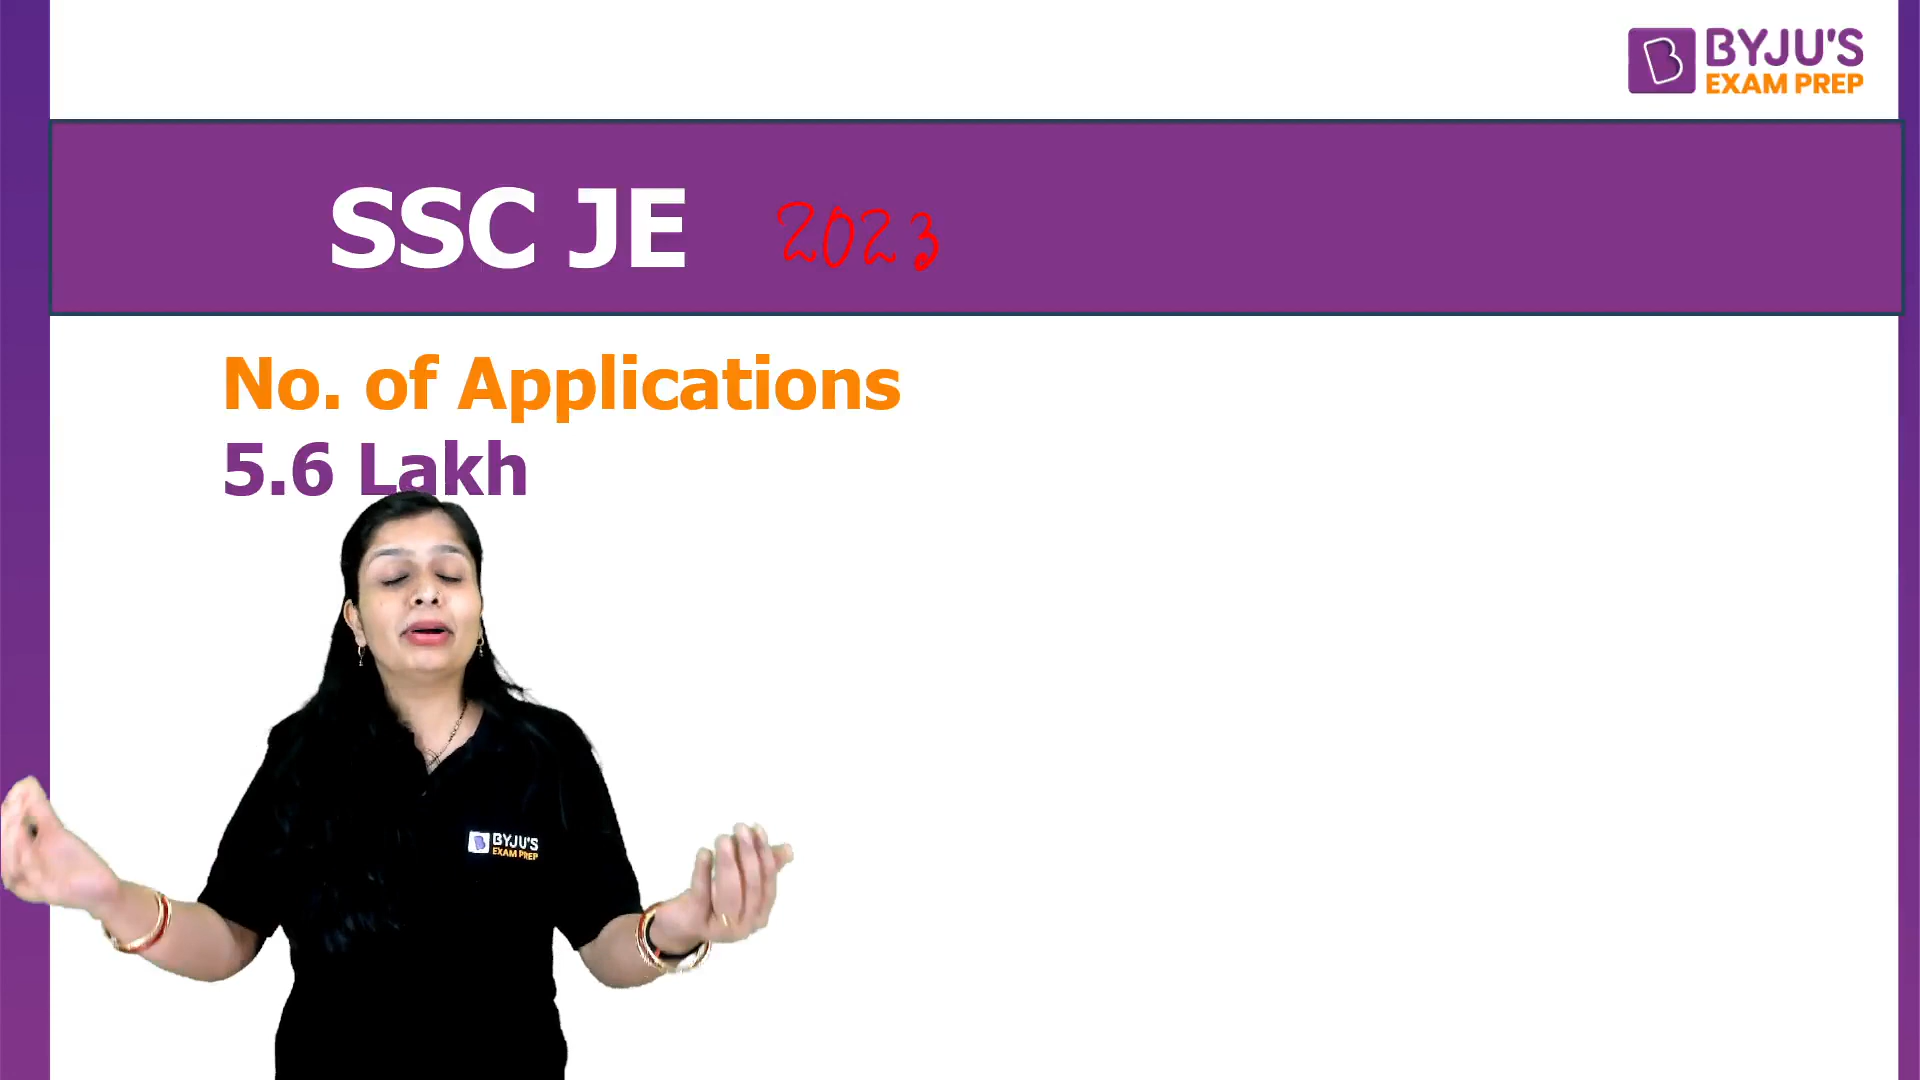 BYJU'S
EXAM PREP
SSC JE 2023
No. of Applications
5.6 Lakh
BYJU'S
EXAM PREP